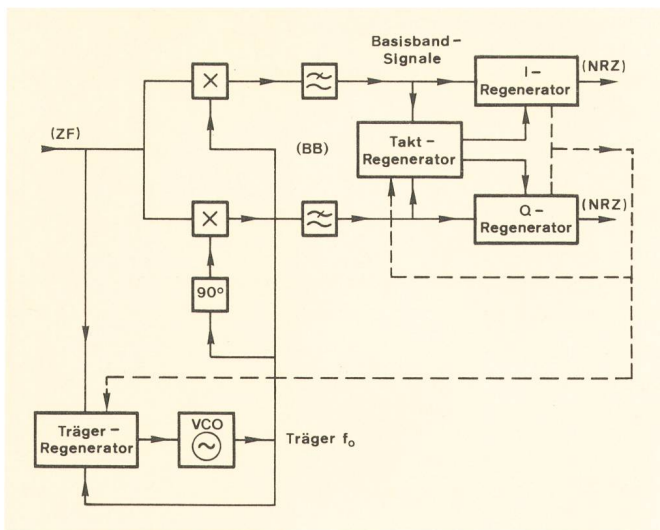 Basisband–
Signale
I–
Regenerator
(NRZ)
(ZF)
(BB)
Takt–
Regenerator
Q–
Regenerator
(NRZ)
90°
VCO
Träger–
Regenerator
Träger f₀